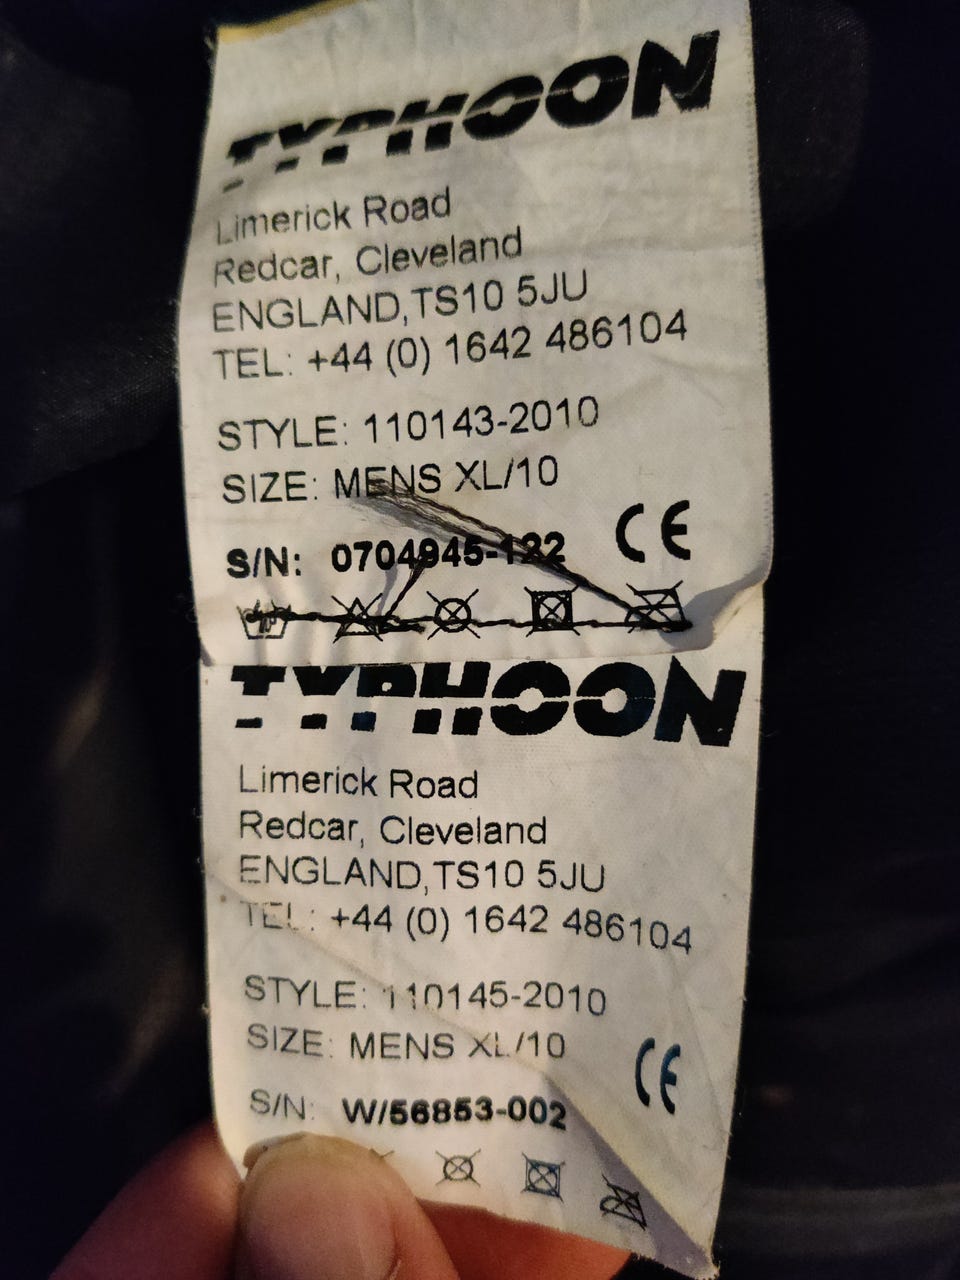 TYPHOON
Limerick Road
Redcar, Cleveland
ENGLAND,TS10 5JU
TEL: +44 (0) 1642 486104
STYLE: 110143-2010
SIZE: MENS XL/10
CE
S/N: 0704945-122
TYPHOON
Limerick Road
Redcar, Cleveland
ENGLAND,TS10 5JU
TEL: +44 (0) 1642 486104
STYLE: 110145-2010
SIZE: MENS XL/10
CE
S/N: W/56853-002